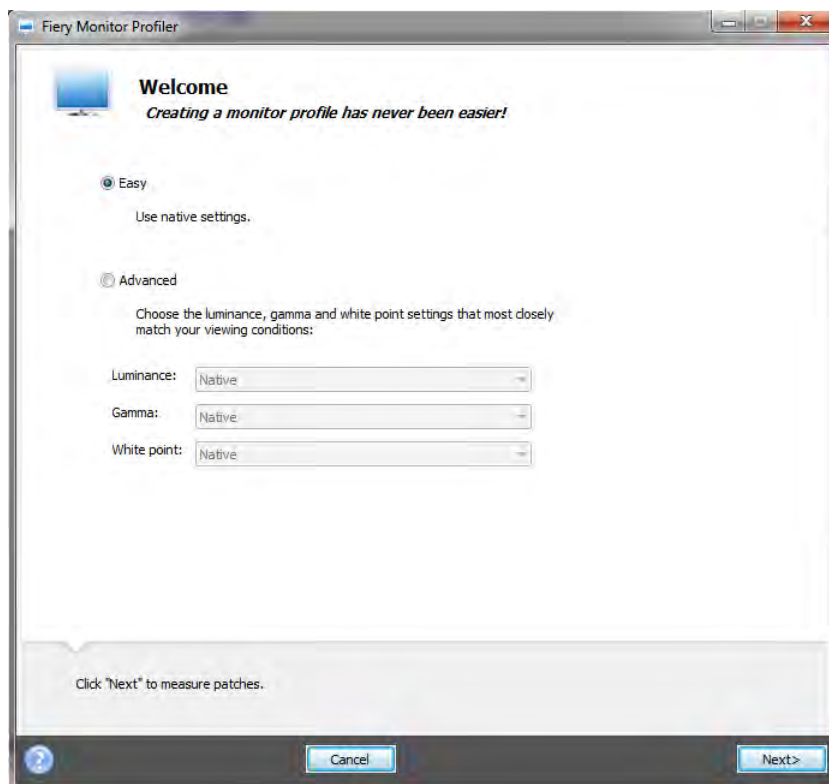 Fiery Monitor Profiler
Welcome
Creating a monitor profile has never been easier!
Easy
Use native settings.
Advanced
Choose the luminance, gamma and white point settings that most closely
match your viewing conditions:
Luminance: Native
Gamma: Native
White point: Native
Click "Next" to measure patches.
? Cancel Next>